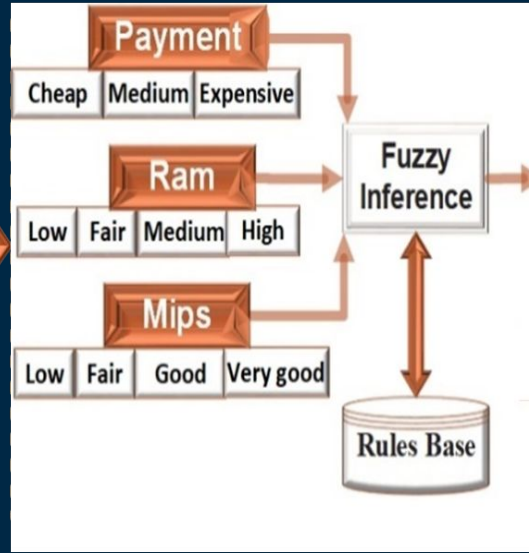 Payment
Cheap Medium Expensive
Fuzzy
Inference
Ram
Low Fair Medium High
Mips
Low Fair Good Very good
Rules Base